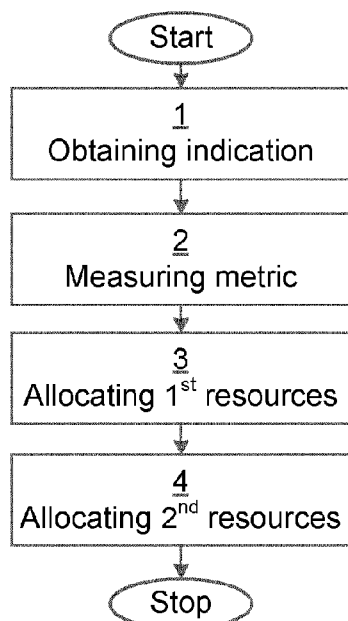 Start
1
Obtaining indication
2
Measuring metric
3
Allocating 1st resources
4
Allocating 2nd resources
Stop